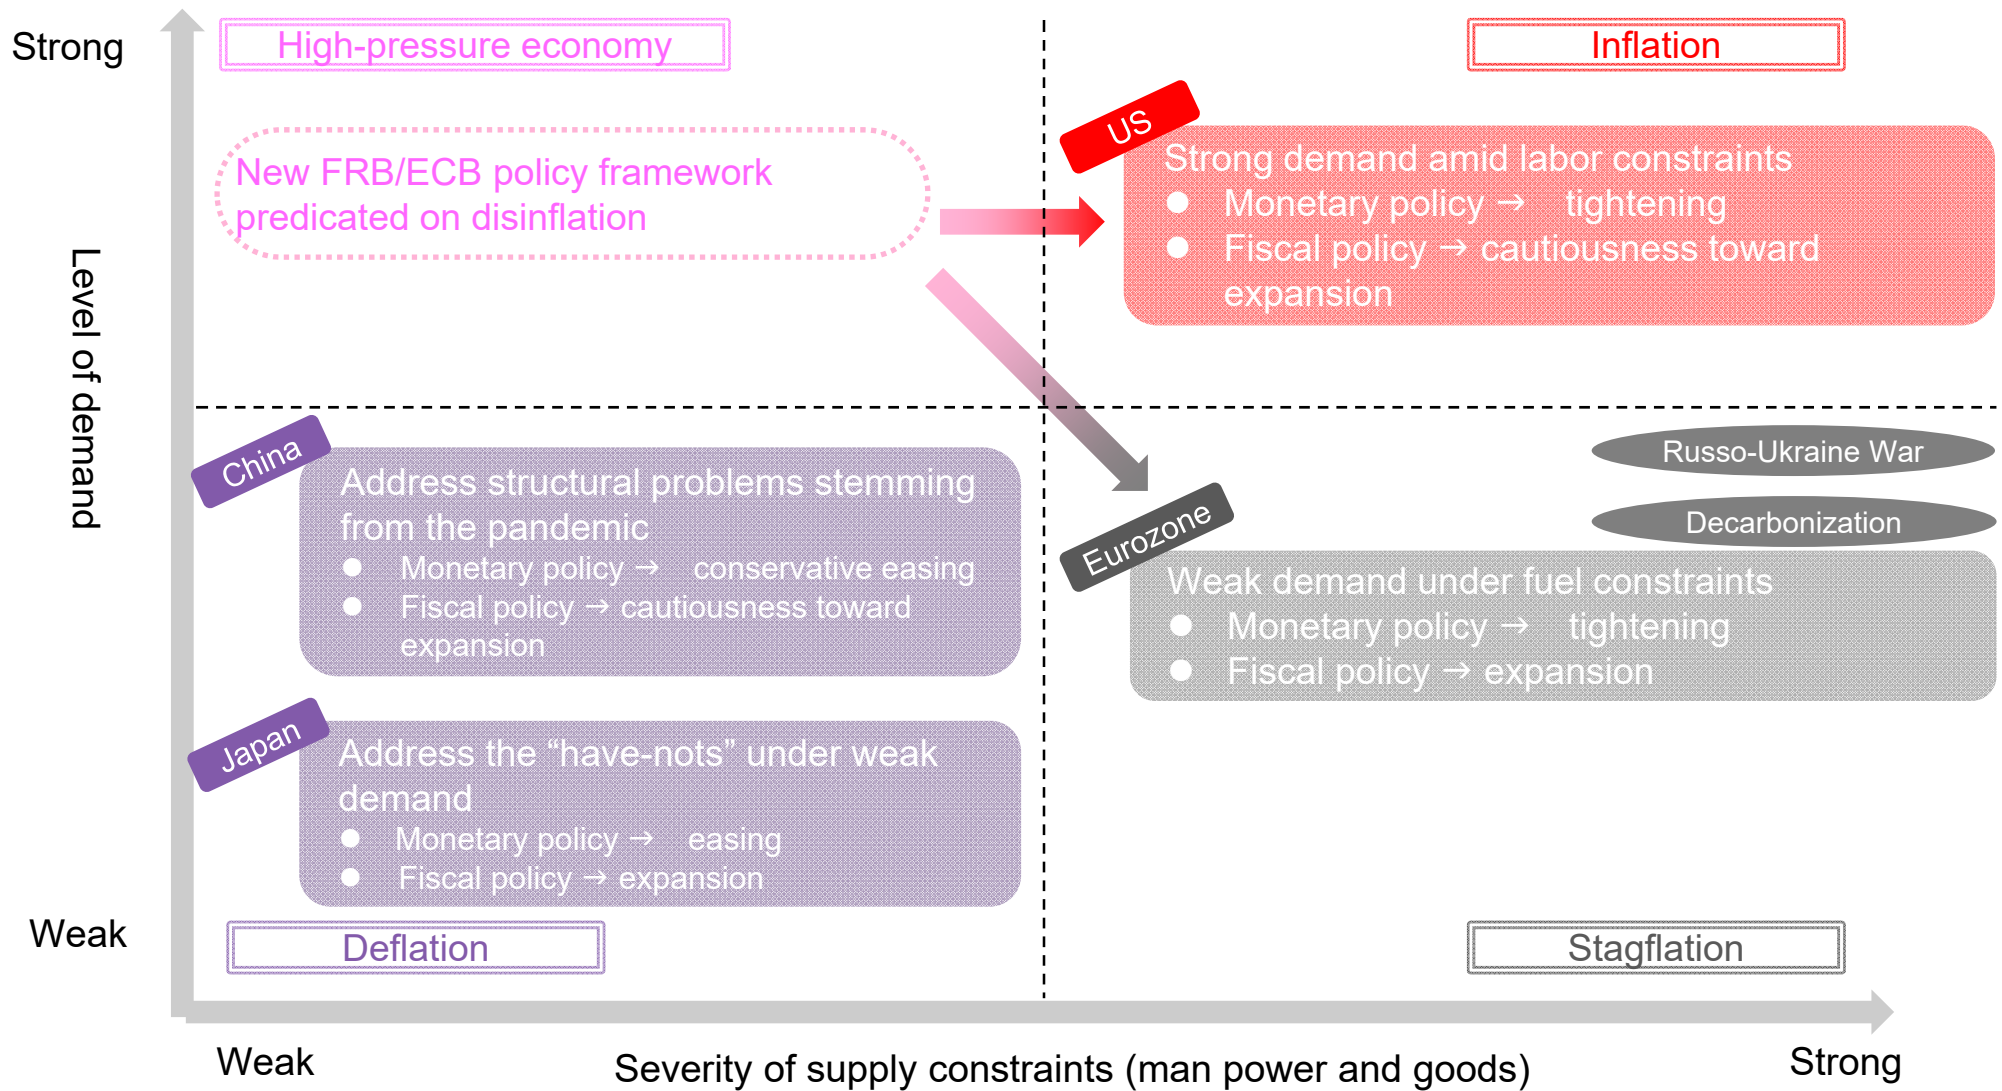 Strong
High-pressure economy
Inflation
New FRB/ECB policy framework
predicated on disinflation
US
Strong demand amid labor constraints
● Monetary policy → tightening
● Fiscal policy → cautiousness toward
expansion
Level of demand
China
Address structural problems stemming
from the pandemic
● Monetary policy → conservative easing
● Fiscal policy → cautiousness toward
expansion
Russo-Ukraine War
Decarbonization
Eurozone
Weak demand under fuel constraints
● Monetary policy → tightening
● Fiscal policy → expansion
Japan
Address the “have-nots” under weak
demand
● Monetary policy → easing
● Fiscal policy → expansion
Weak
Deflation
Stagflation
Weak
Severity of supply constraints (man power and goods)
Strong